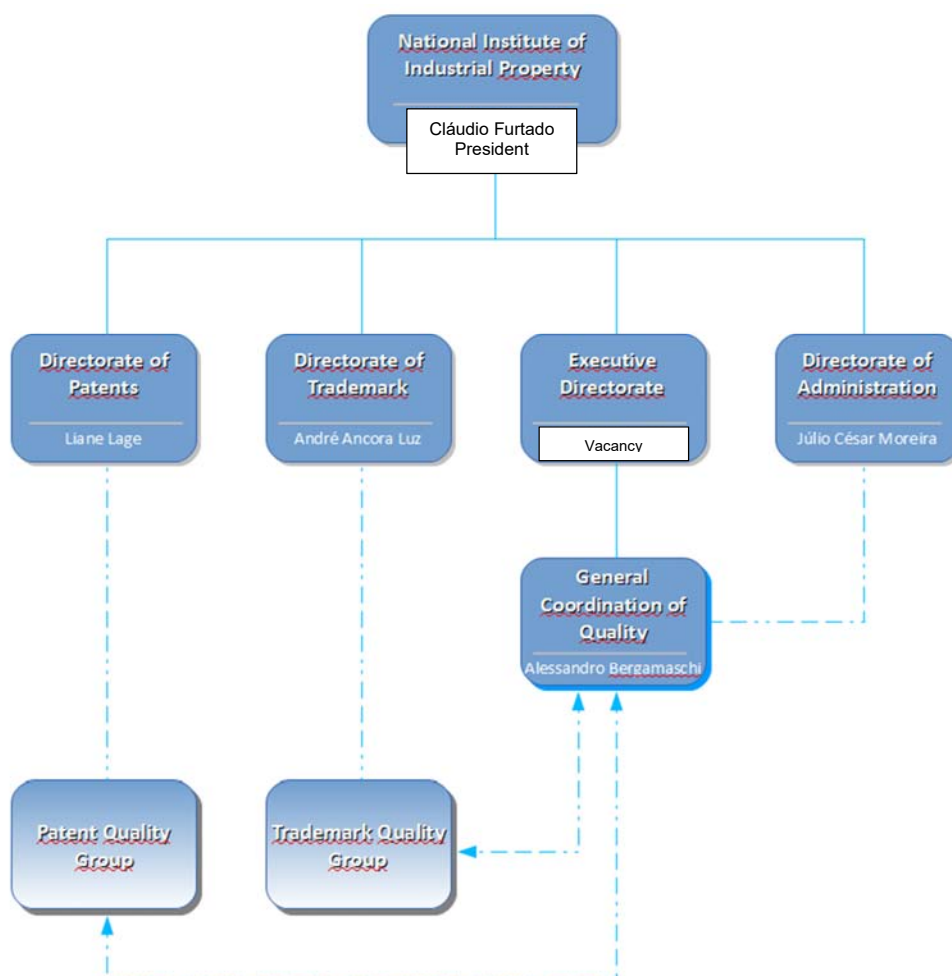 National Institute of
Industrial Property
Cláudio Furtado
President
Directorate of
Patents
Liane Lage
Directorate of
Trademark
André Ancora Luz
Executive
Directorate
Vacancy
Directorate of
Administration
Júlio César Moreira
General
Coordination of
Quality
Alessandro Bergamaschi
Patent Quality
Group
Trademark Quality
Group